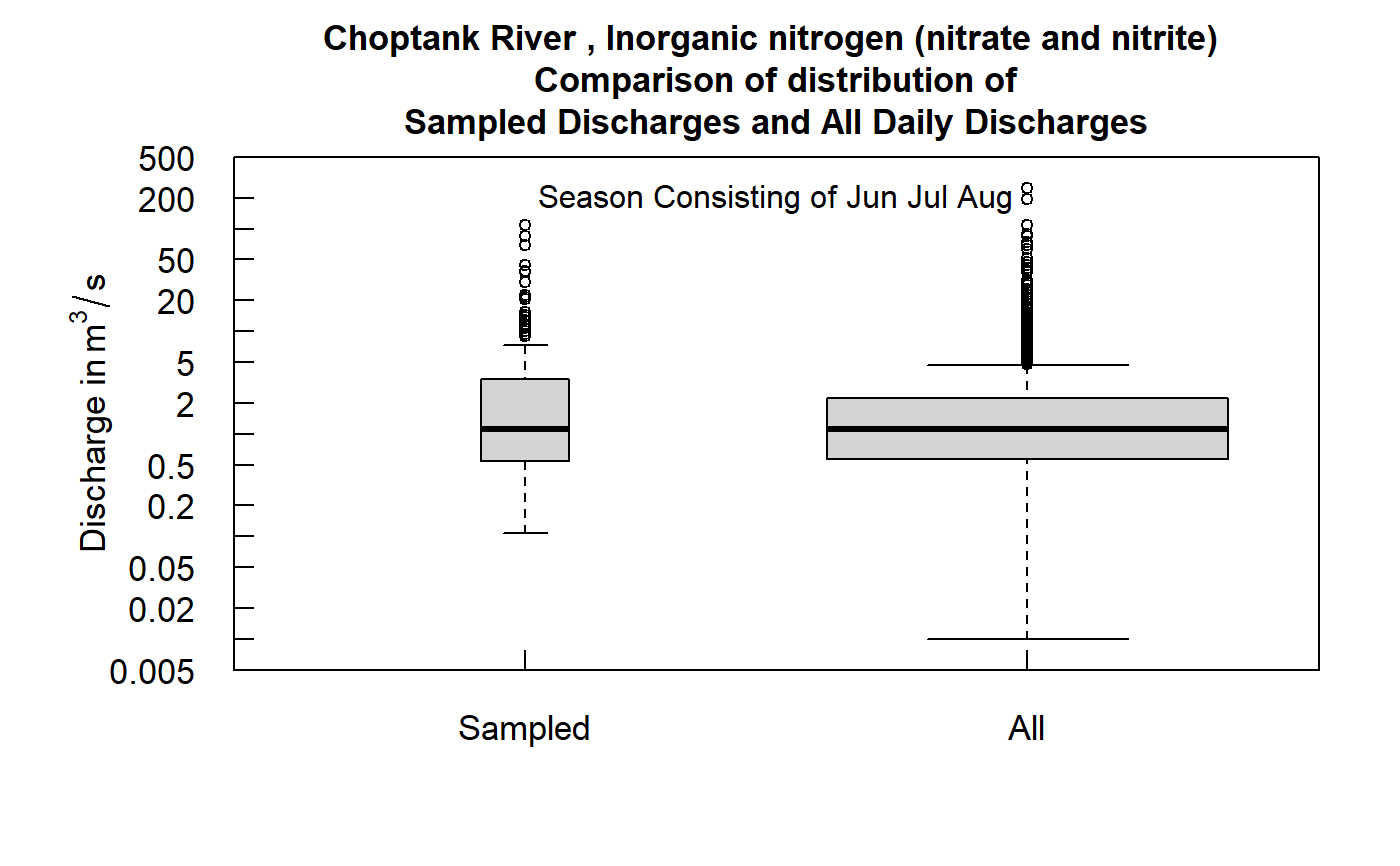 Choptank River , Inorganic nitrogen (nitrate and nitrite)
Comparison of distribution of
Sampled Discharges and All Daily Discharges
Season Consisting of Jun Jul Aug
Discharge in m³/s
500
200
50
20
5
2
0.5
0.2
0.05
0.02
0.005
Sampled
All